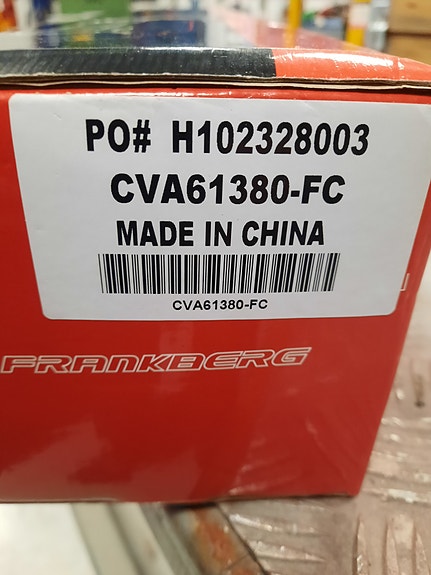 PO# H102328003
CVA61380-FC
MADE IN CHINA
CVA61380-FC
FRANKBERG